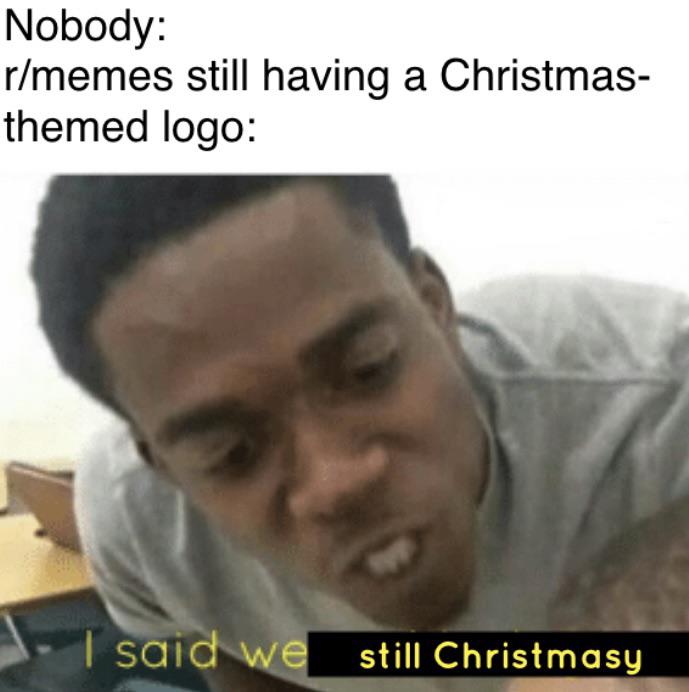 Nobody:
r/memes still having a Christmas-
themed logo:
I said we still Christmasy